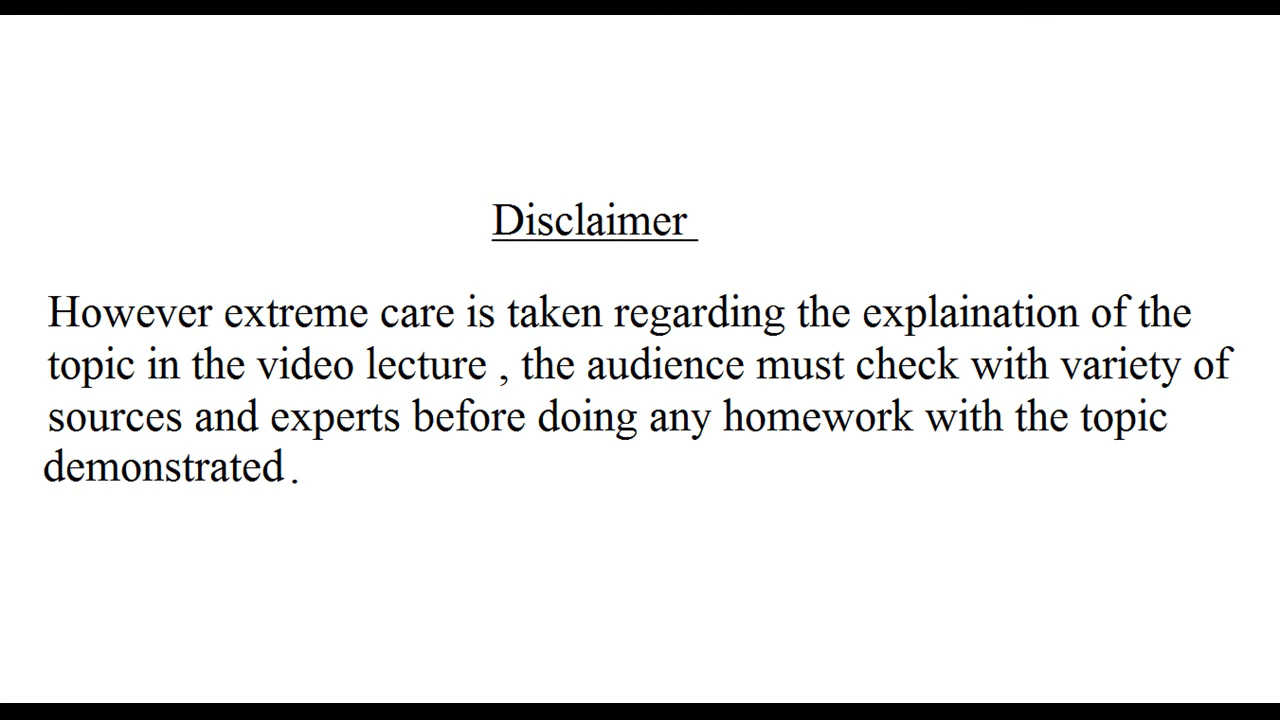 Disclaimer
However extreme care is taken regarding the explaination of the
topic in the video lecture , the audience must check with variety of
sources and experts before doing any homework with the topic
demonstrated .